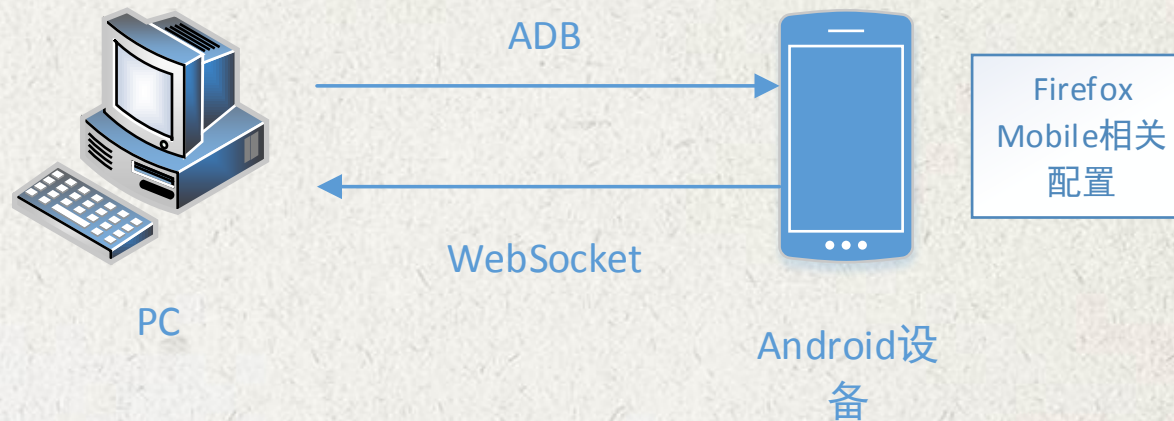 ADB
Firefox
Mobile相关
配置
WebSocket
PC
Android设
备